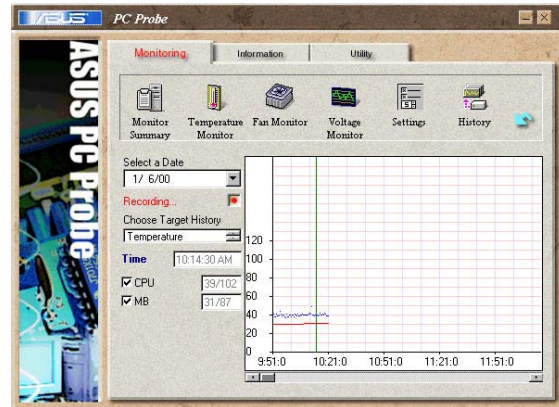 ASUS
PC Probe
ASUS PC Probe
Monitoring
Information
Utility
Monitor
Summary
Temperature
Monitor
Fan Monitor
Voltage
Monitor
Settings
History
Select a Date
1/ 6/00
Recording...
Choose Target History
Temperature
Time
10:14:30 AM
CPU
39/102
MB
31/87
120
100
80
60
40
20
0
9:51:0
10:21:0
10:51:0
11:21:0
11:51:0